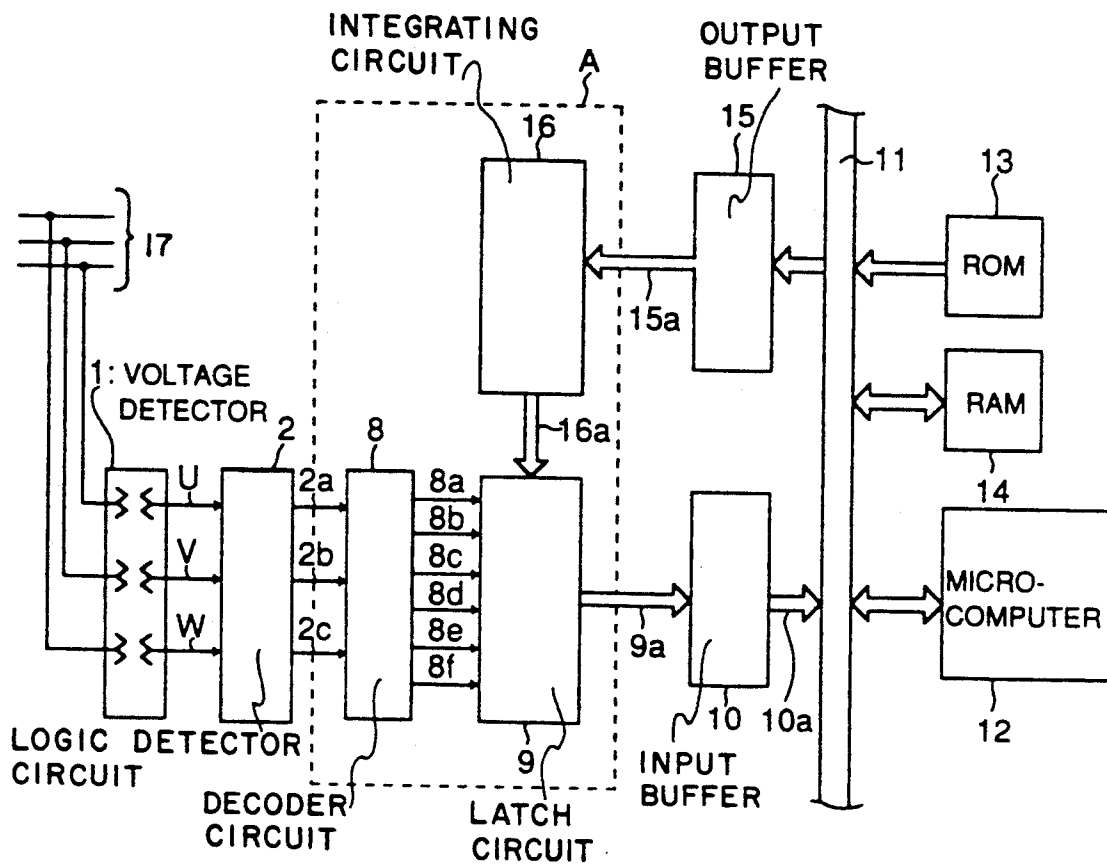 INTEGRATING
CIRCUIT
A
OUTPUT
BUFFER
16
15
11
13
ROM
17
15a
1: VOLTAGE
DETECTOR
RAM
14
16a
2
8
U
V
W
2a
2b
2c
8a
8b
8c
8d
8e
8f
9a
10a
MICRO-
COMPUTER
12
9
10
LOGIC DETECTOR
CIRCUIT
DECODER
CIRCUIT
LATCH
CIRCUIT
INPUT
BUFFER